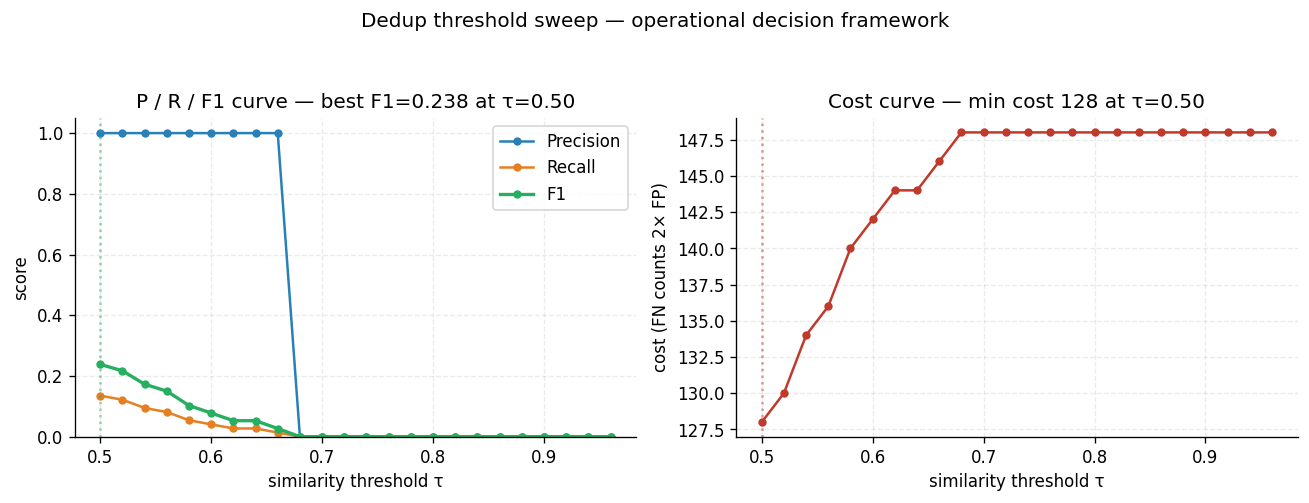 Dedup threshold sweep — operational decision framework
P / R / F1 curve — best F1=0.238 at τ=0.50
1.0
0.8
0.6
0.4
0.2
0.0
score
0.5
0.6
0.7
0.8
0.9
similarity threshold τ
Precision
Recall
F1
Cost curve — min cost 128 at τ=0.50
147.5
145.0
142.5
140.0
137.5
135.0
132.5
130.0
127.5
cost (FN counts 2× FP)
0.5
0.6
0.7
0.8
0.9
similarity threshold τ